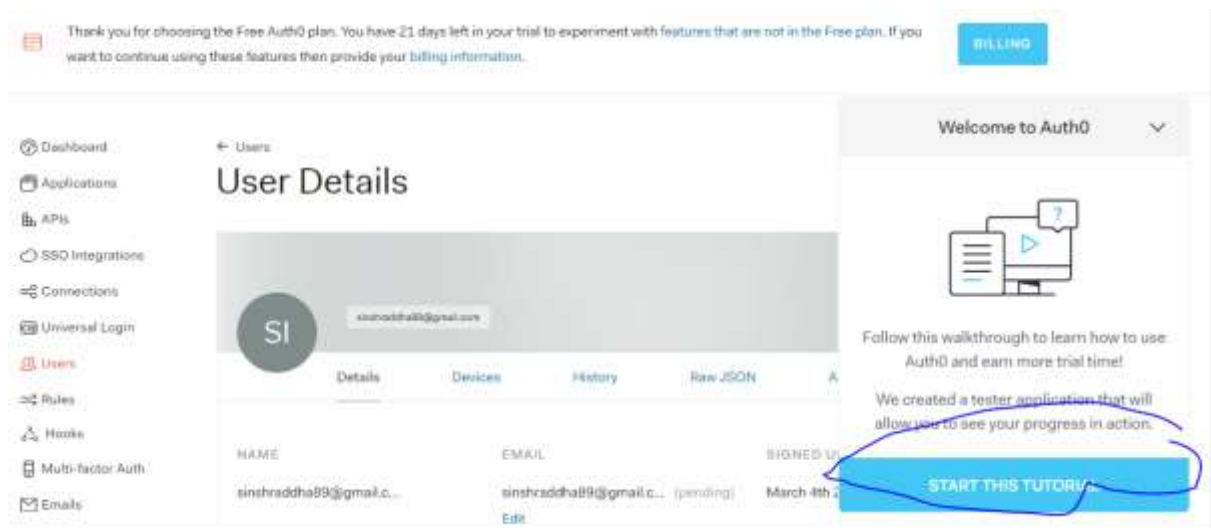 Thank you for choosing the Free Auth0 plan. You have 21 days left in your trial to experiment with features that are not in the Free plan. If you
want to continue using these features then provide your billing information.
BILLING
Welcome to Auth0
Dashboard
Applications
APIs
SSO Integrations
Connections
Universal Login
Users
Rules
Hooks
Multi-factor Auth
Emails
← Users
User Details
SI
sinshraddha89@gmail.com
Details
Devices
History
Raw JSON
A
NAME
EMAIL
SIGNED U
sinshraddha89@gmail.c...
sinshraddha89@gmail.c... (pending)
March 4th
Edit
?
Follow this walkthrough to learn how to use
Auth0 and earn more trial time!
We created a tester application that will
allow you to see your progress in action.
START THIS TUTORIAL